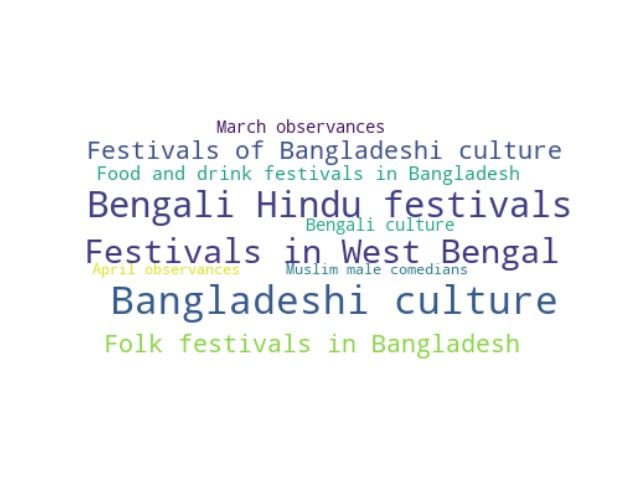 March observances
Festivals of Bangladeshi culture
Food and drink festivals in Bangladesh
Bengali Hindu festivals
Bengali culture
Festivals in West Bengal
April observances
Muslim male comedians
Bangladeshi culture
Folk festivals in Bangladesh